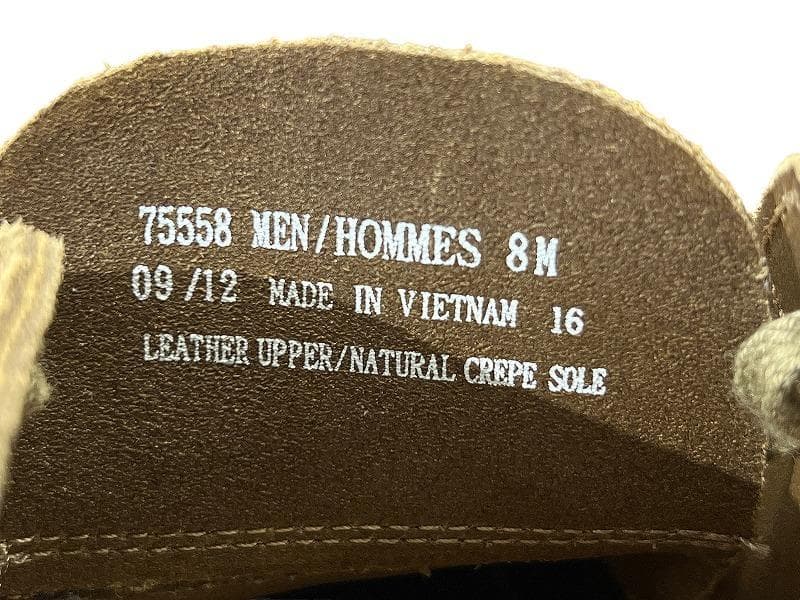 75558 MEN/HOMMES 8M
09/12 MADE IN VIETNAM 16
LEATHER UPPER/NATURAL CREPE SOLE